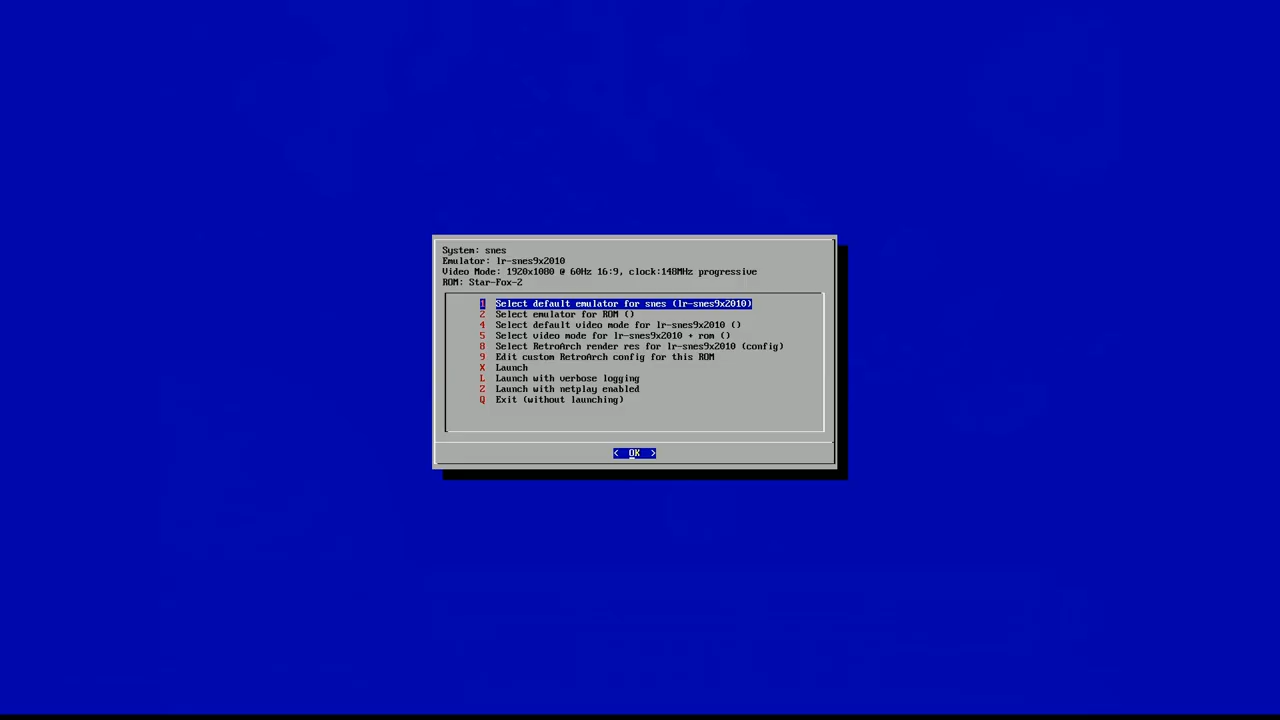 System: snes
Emulator: lr-snes9x2010
Video Mode: 1920x1080 @ 60Hz 16:9, clock:148MHz progressive
ROM: Star-Fox-2
1 Select default emulator for snes (lr-snes9x2010)
2 Select emulator for ROM ()
4 Select default video mode for lr-snes9x2010 ()
5 Select video mode for lr-snes9x2010 + rom ()
8 Select RetroArch render res for lr-snes9x2010 (config)
9 Edit custom RetroArch config for this ROM
X Launch
L Launch with verbose logging
Z Launch with netplay enabled
Q Exit (without launching)
< OK >